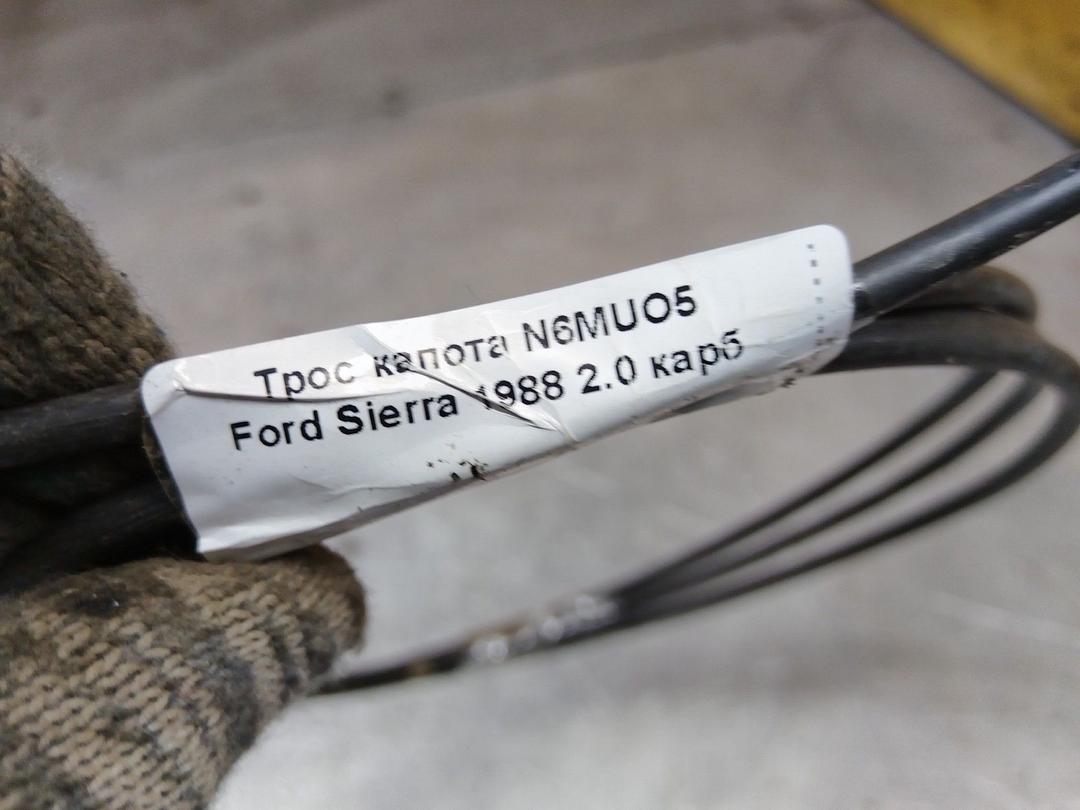 Трос капота N6MUO5
Ford Sierra 1988 2.0 карб